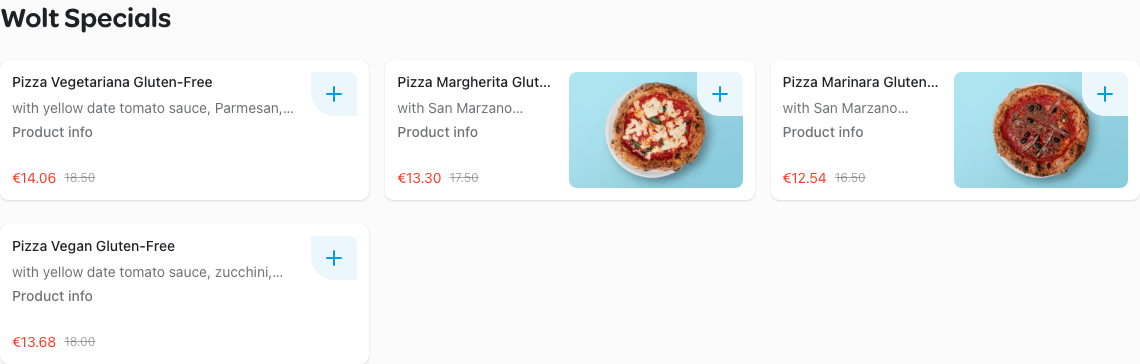 Wolt Specials
Pizza Vegetariana Gluten-Free
with yellow date tomato sauce, Parmesan,...
Product info
€14.06 18.50
Pizza Margherita Glut...
with San Marzano...
Product info
€13.30 17.50
Pizza Marinara Gluten...
with San Marzano...
Product info
€12.54 16.50
Pizza Vegan Gluten-Free
with yellow date tomato sauce, zucchini,...
Product info
€13.68 18.00